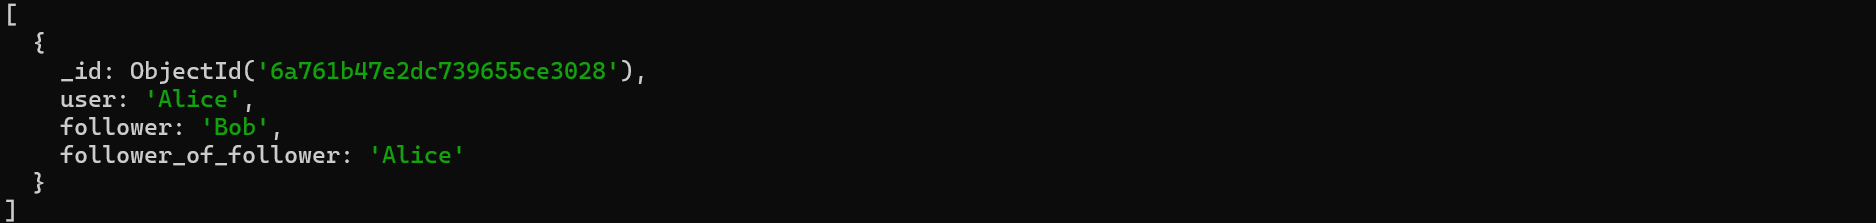 [
  {
    _id: ObjectId('6a761b47e2dc739655ce3028'),
    user: 'Alice',
    follower: 'Bob',
    follower_of_follower: 'Alice'
  }
]